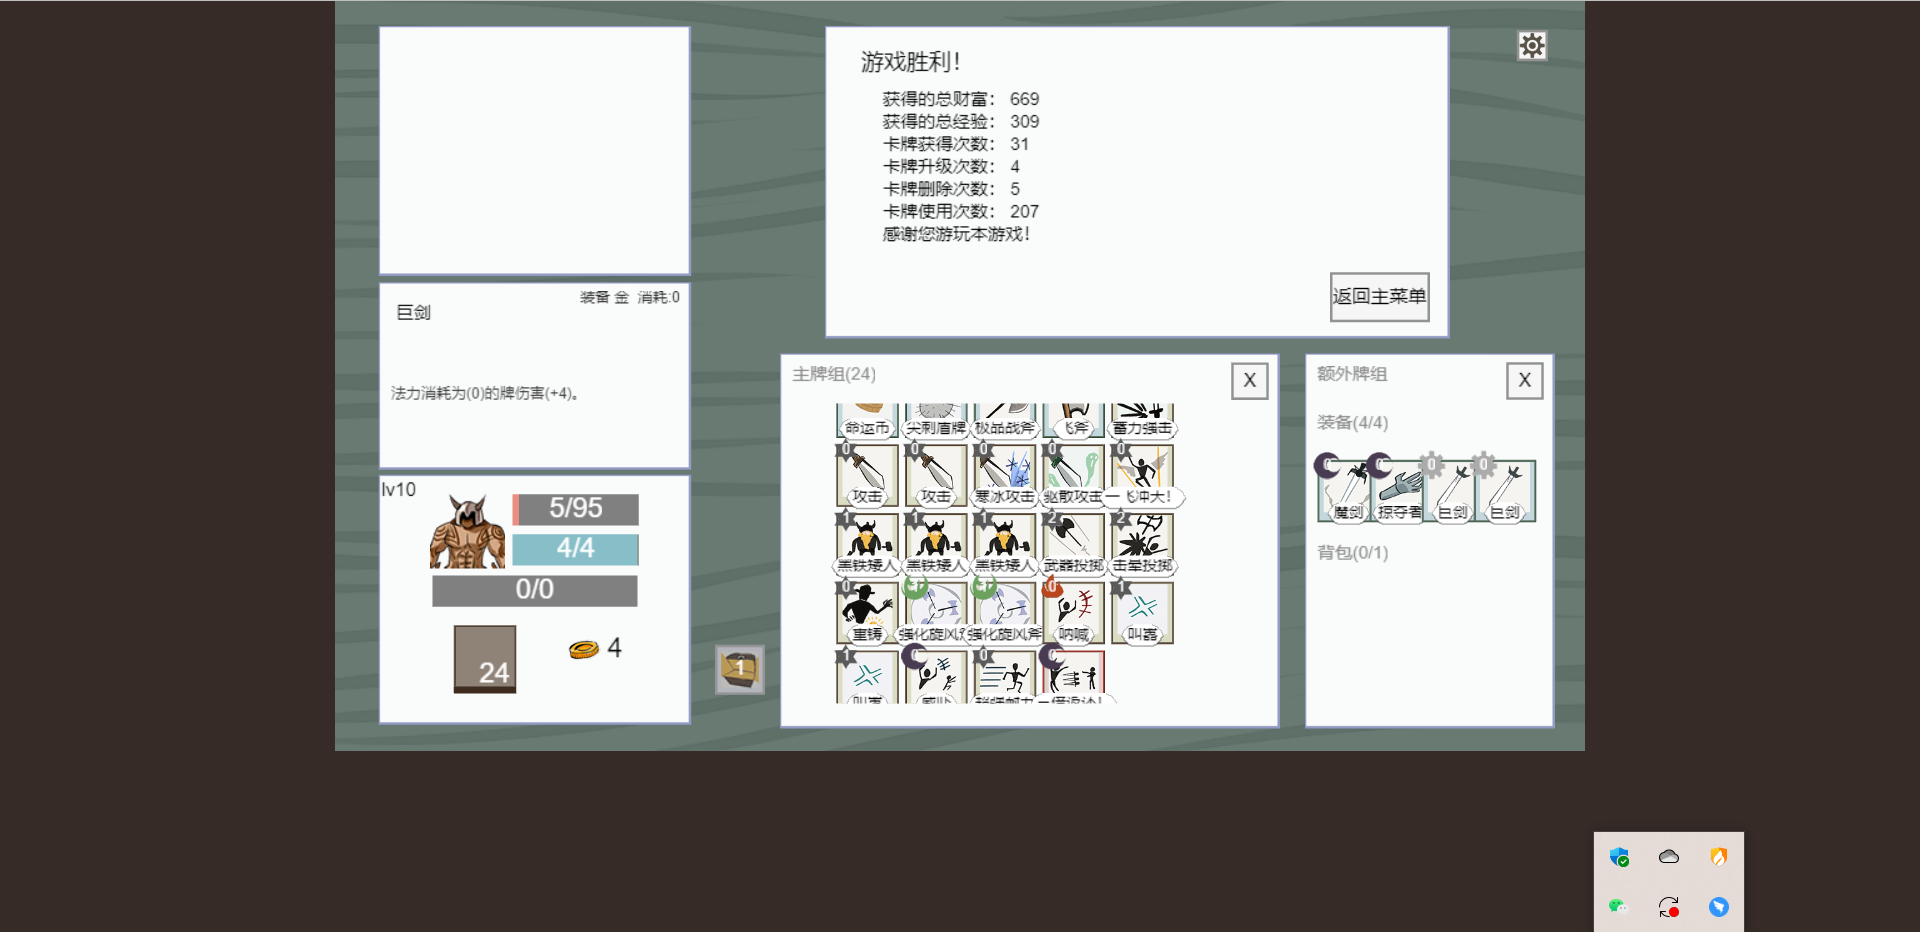 游戏胜利！
获得的总财富： 669
获得的总经验： 309
卡牌获得次数： 31
卡牌升级次数： 4
卡牌删除次数： 5
卡牌使用次数： 207
感谢您游玩本游戏！
返回主菜单
装备 金 消耗:0
巨剑
法力消耗为(0)的牌伤害(+4)。
lv10
5/95
4/4
0/0
24
4
1
主牌组(24)
X
命运币 尖刺盾牌 极品战斧 飞斧 蓄力强击
0 0 0 0 0
攻击 攻击 寒冰攻击 驱散攻击 一飞冲天！
1 1 1 2 2
黑铁矮人 黑铁矮人 黑铁矮人 武器投掷 击晕投掷
0 0 1
重铸 强化旋风 强化旋风斧 呐喊 叫嚣
1 0
叫嚣 威吓
额外牌组
X
装备(4/4)
0 0
魔剑 掠夺者 巨剑 巨剑
背包(0/1)